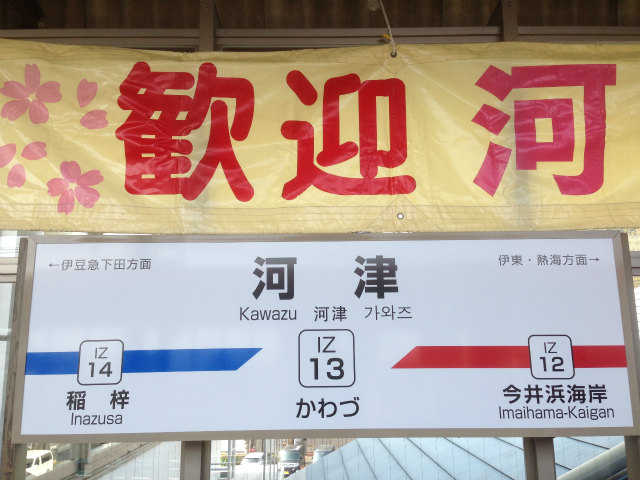 歓迎 河
←伊豆急下田方面
伊東・熱海方面→
河津
Kawazu 河津 가와즈
IZ
14
IZ
13
IZ
12
稲梓
Inazusa
かわづ
今井浜海岸
Imaihama-Kaigan